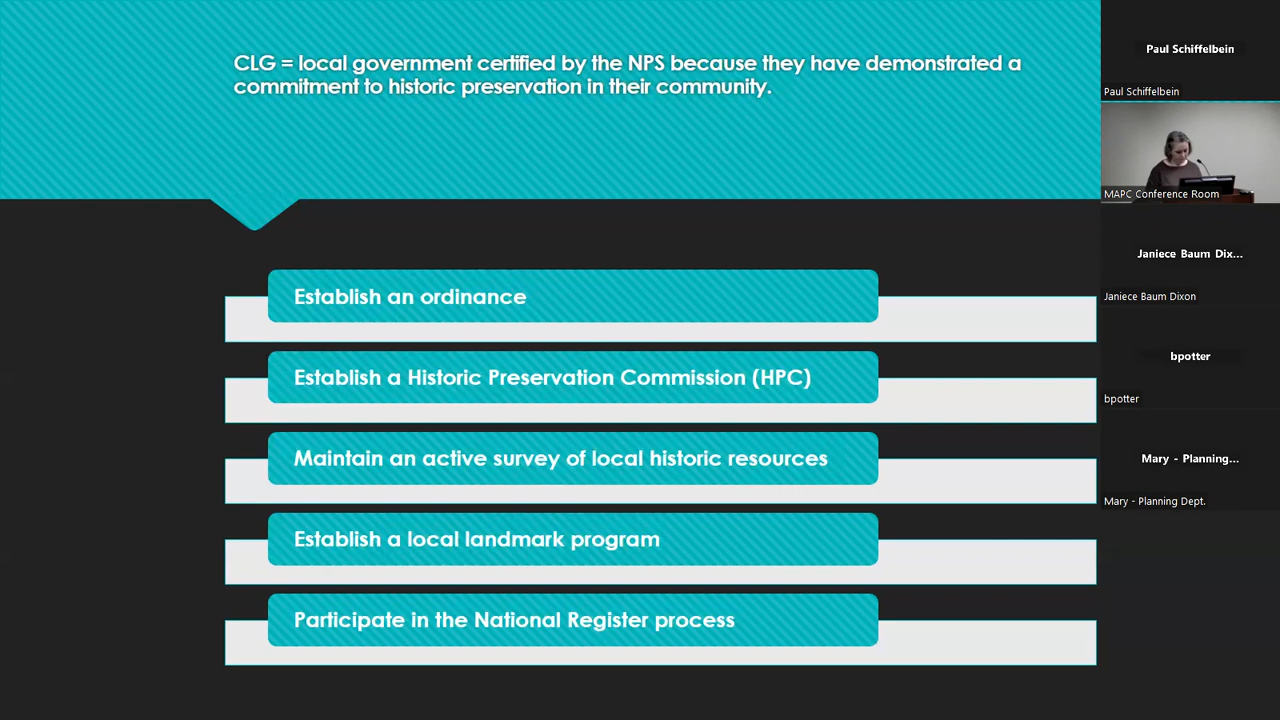 CLG = local government certified by the NPS because they have demonstrated a
commitment to historic preservation in their community.
Establish an ordinance
Establish a Historic Preservation Commission (HPC)
Maintain an active survey of local historic resources
Establish a local landmark program
Participate in the National Register process
Paul Schiffelbein
Paul Schiffelbein
MAPC Conference Room
Janiece Baum Dix...
Janiece Baum Dixon
bpotter
bpotter
Mary - Planning...
Mary - Planning Dept.